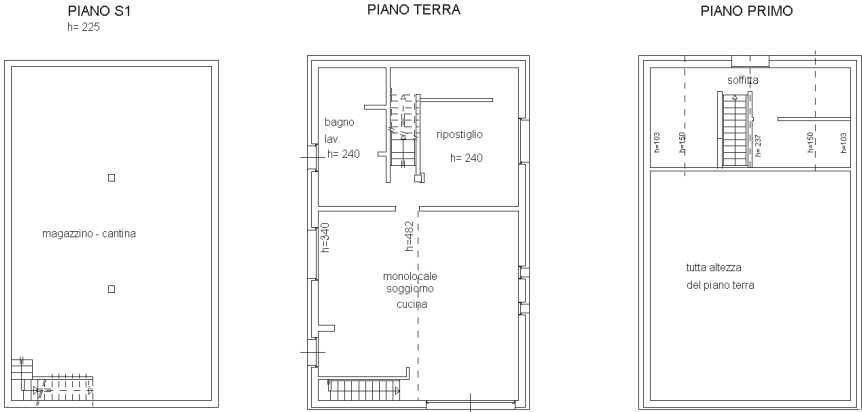 PIANO S1
h= 225
magazzino - cantina
PIANO TERRA
bagno
lav.
h= 240
ripostiglio
h= 240
h=340
h=482
monolocale
soggiorno
cucina
PIANO PRIMO
soffitta
h=103
h=150
h= 237
h=150
h=103
tutta altezza
del piano terra